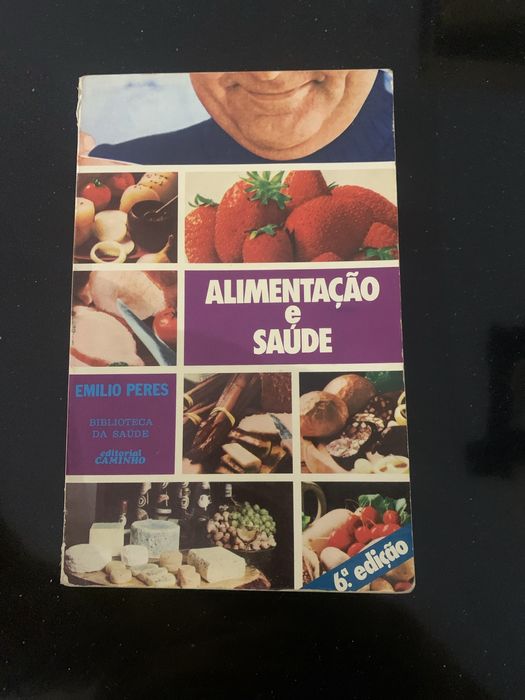 ALIMENTAÇÃO
e
SAÚDE
EMILIO PERES
BIBLIOTECA
DA SAÚDE
editorial
CAMINHO
6.ª edição